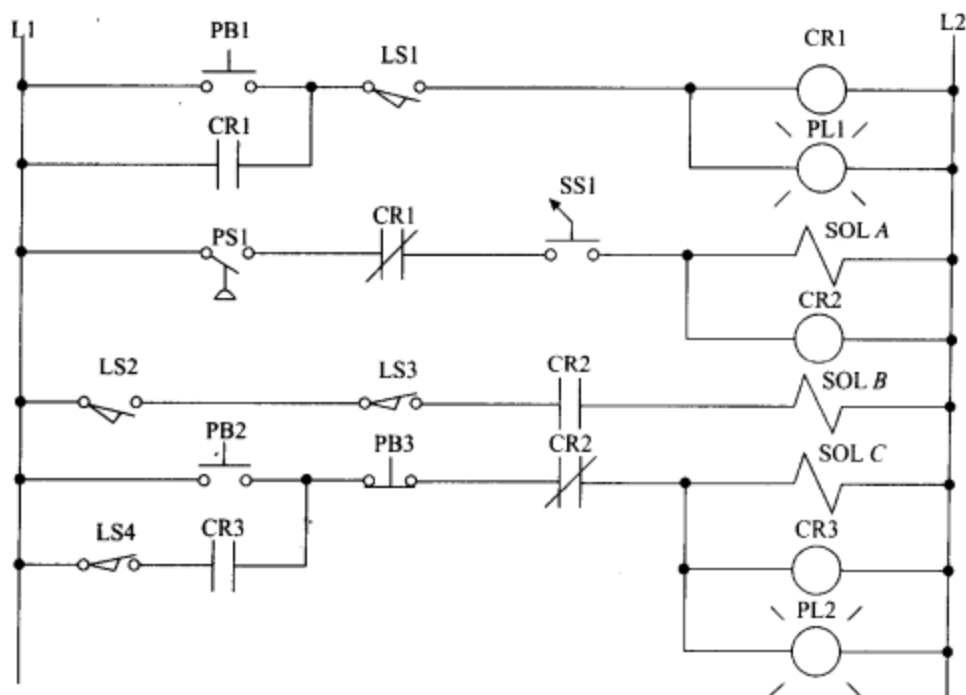 L1
L2
PB1
LS1
CR1
CR1
PL1
PS1
CR1
SS1
SOL A
CR2
LS2
LS3
CR2
SOL B
PB2
PB3
CR2
SOL C
LS4
CR3
CR3
PL2